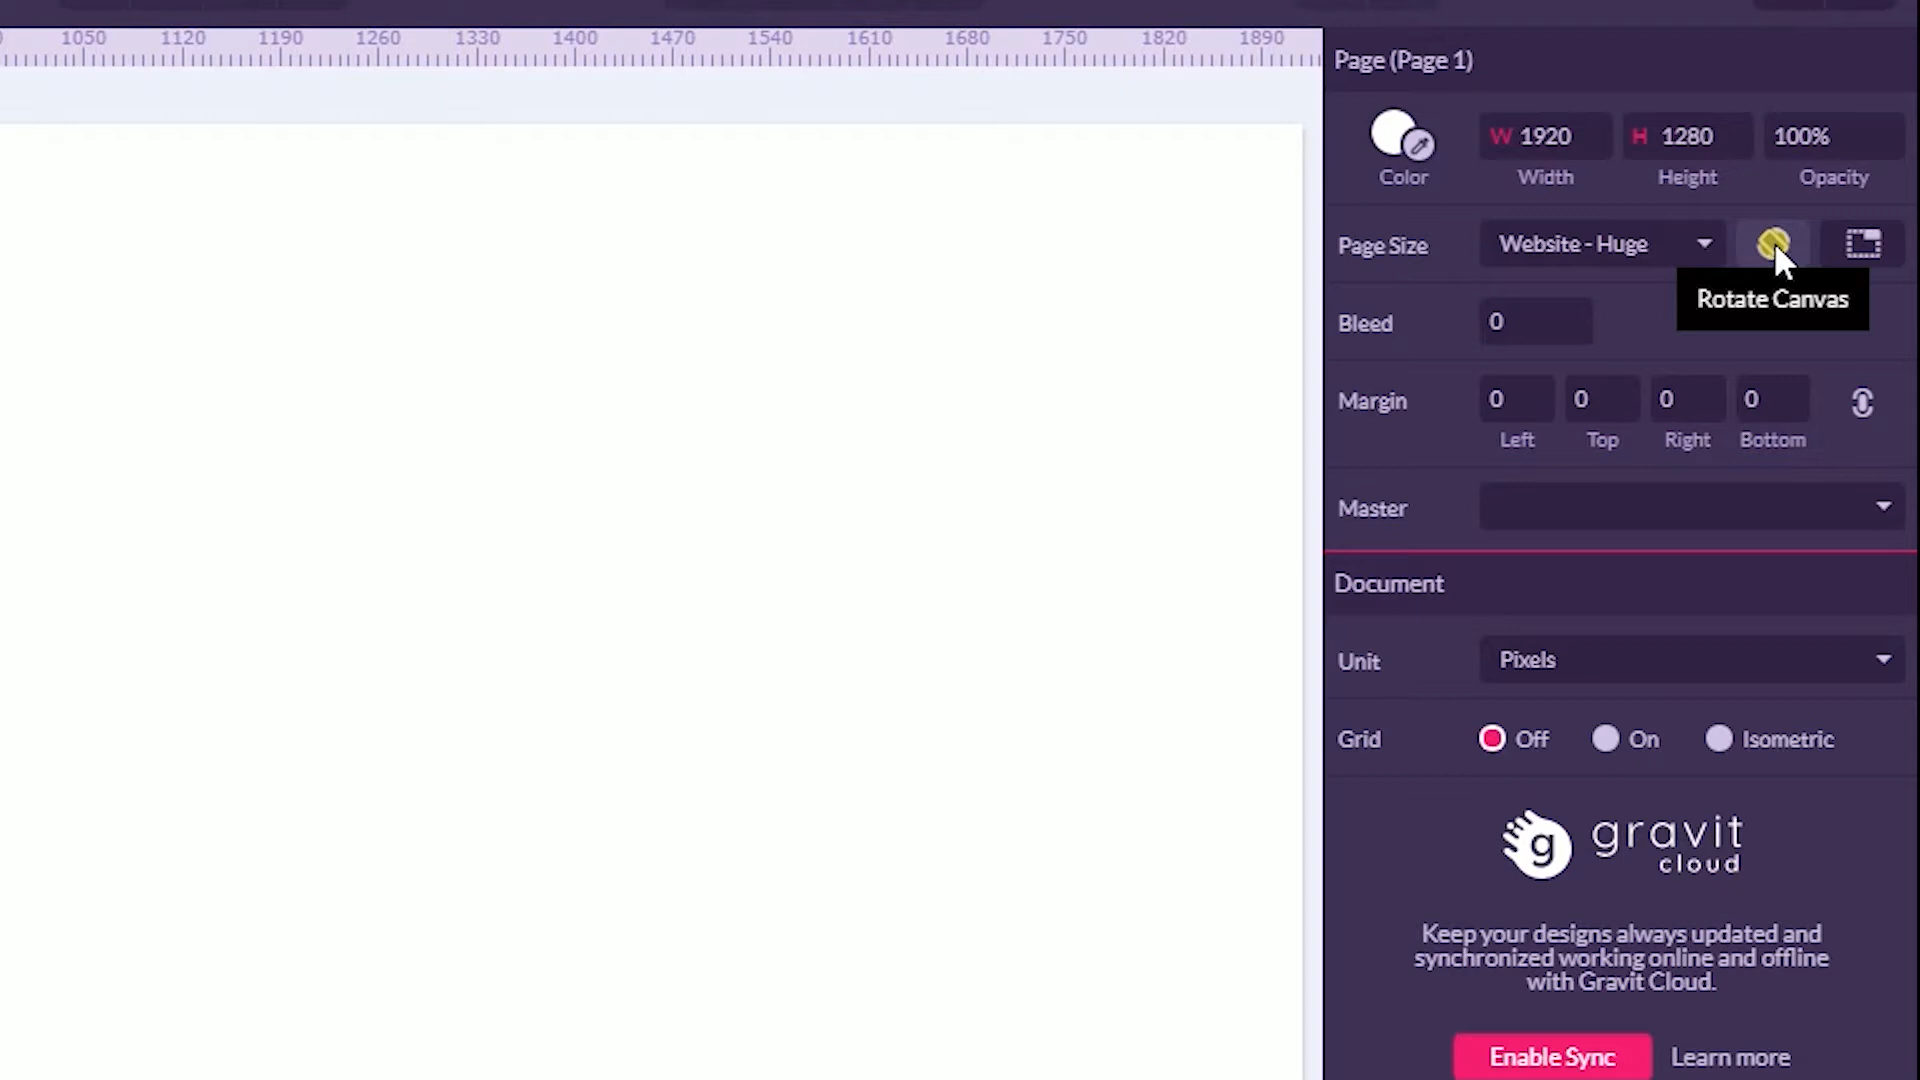 1050 1120 1190 1260 1330 1400 1470 1540 1610 1680 1750 1820 1890
Page (Page 1)
W 1920 H 1280 100%
Color Width Height Opacity
Page Size Website - Huge
Rotate Canvas
Bleed 0
Margin 0 0 0 0
Left Top Right Bottom
Master
Document
Unit Pixels
Grid Off On Isometric
g gravit
cloud
Keep your designs always updated and
synchronized working online and offline
with Gravit Cloud.
Enable Sync Learn more